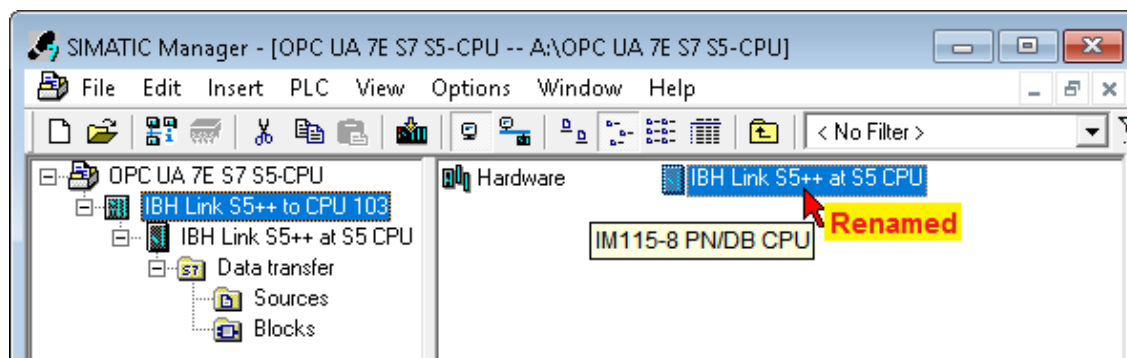 SIMATIC Manager - [OPC UA 7E S7 S5-CPU -- A:\OPC UA 7E S7 S5-CPU]
File Edit Insert PLC View Options Window Help
< No Filter >
OPC UA 7E S7 S5-CPU
IBH Link S5++ to CPU 103
IBH Link S5++ at S5 CPU
S7 Data transfer
Sources
Blocks
Hardware
IBH Link S5++ at S5 CPU
Renamed
IM115-8 PN/DB CPU